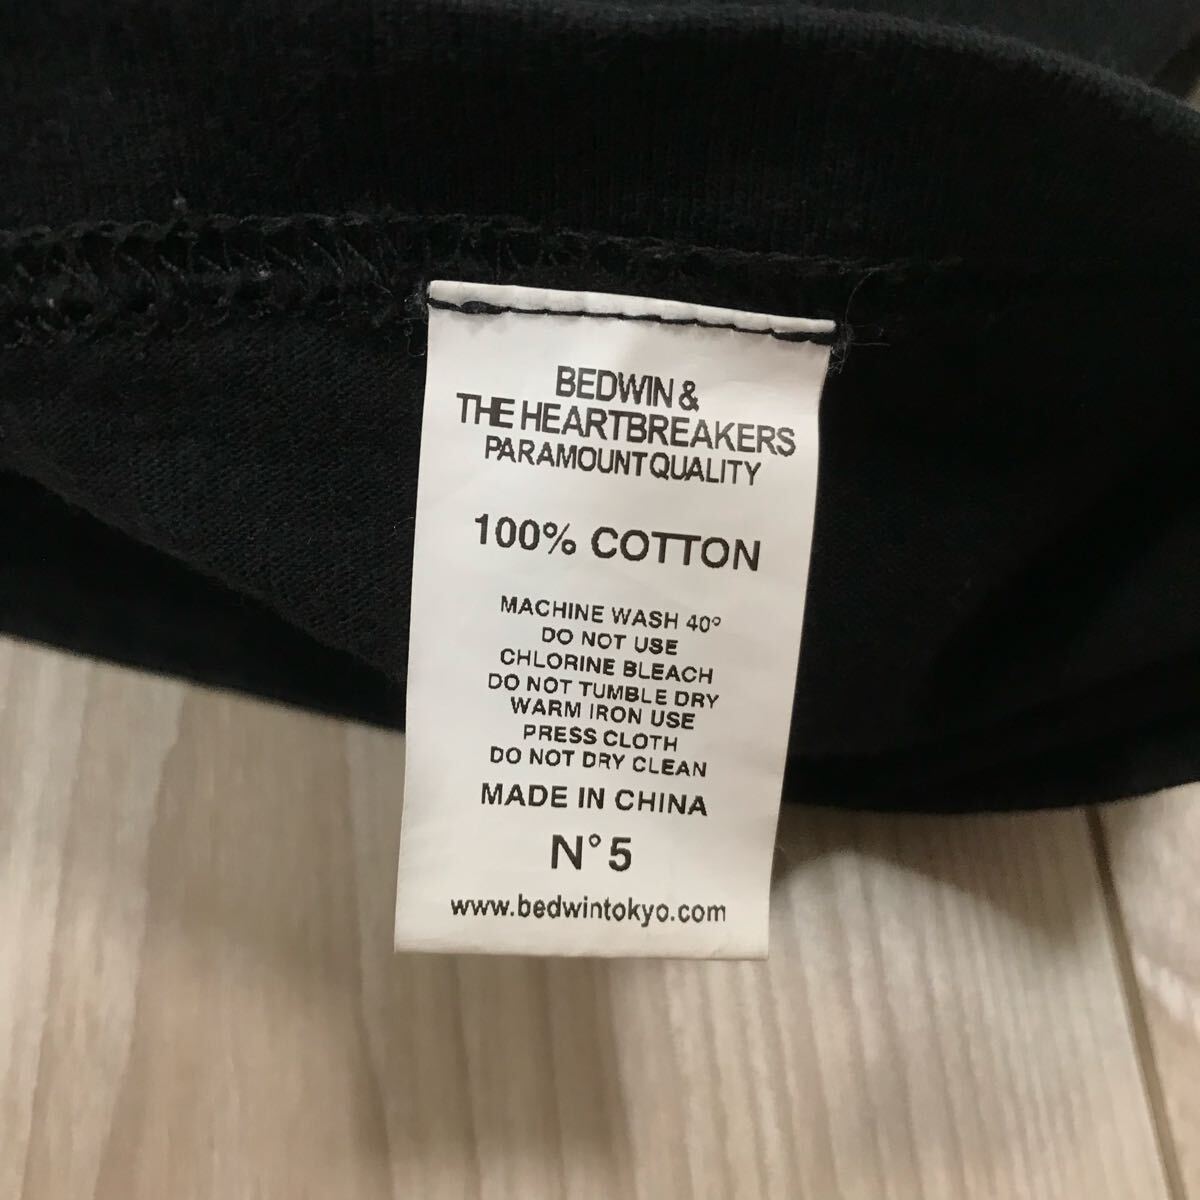 BEDWIN &
THE HEARTBREAKERS
PARAMOUNT QUALITY
100% COTTON
MACHINE WASH 40°
DO NOT USE
CHLORINE BLEACH
DO NOT TUMBLE DRY
WARM IRON USE
PRESS CLOTH
DO NOT DRY CLEAN
MADE IN CHINA
N°5
www.bedwintokyo.com